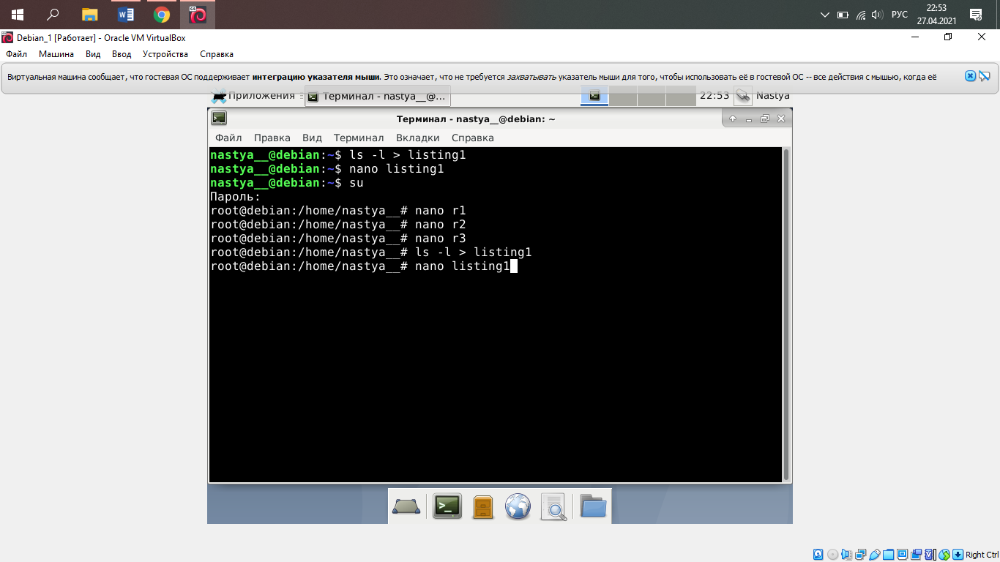 64
РУС
22:53
27.04.2021
Debian_1 [Работает] - Oracle VM VirtualBox
Файл Машина Вид Ввод Устройства Справка
Виртуальная машина сообщает, что гостевая ОС поддерживает интеграцию указателя мыши. Это означает, что не требуется захватывать указатель мыши для того, чтобы использовать её в гостевой ОС -- все действия с мышью, когда её
Приложения Терминал - nastya__@... 22:53 Nastya
Терминал - nastya__@debian: ~
Файл Правка Вид Терминал Вкладки Справка
nastya__@debian:~$ ls -l > listing1
nastya__@debian:~$ nano listing1
nastya__@debian:~$ su
Пароль:
root@debian:/home/nastya__# nano r1
root@debian:/home/nastya__# nano r2
root@debian:/home/nastya__# nano r3
root@debian:/home/nastya__# ls -l > listing1
root@debian:/home/nastya__# nano listing1
Right Ctrl